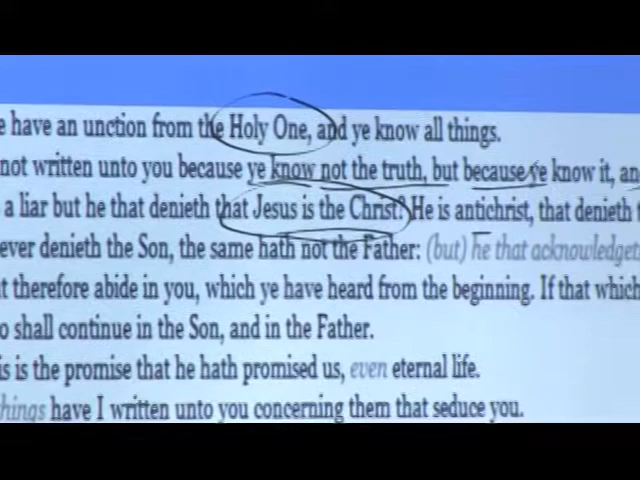 e have an unction from the Holy One, and ye know all things.
not written unto you because ye know not the truth, but because ye know it, an
a liar but he that denieth that Jesus is the Christ? He is antichrist, that denieth t
ever denieth the Son, the same hath not the Father: (but) he that acknowledget
t therefore abide in you, which ye have heard from the beginning. If that which
o shall continue in the Son, and in the Father.
is is the promise that he hath promised us, even eternal life.
hings have I written unto you concerning them that seduce you.